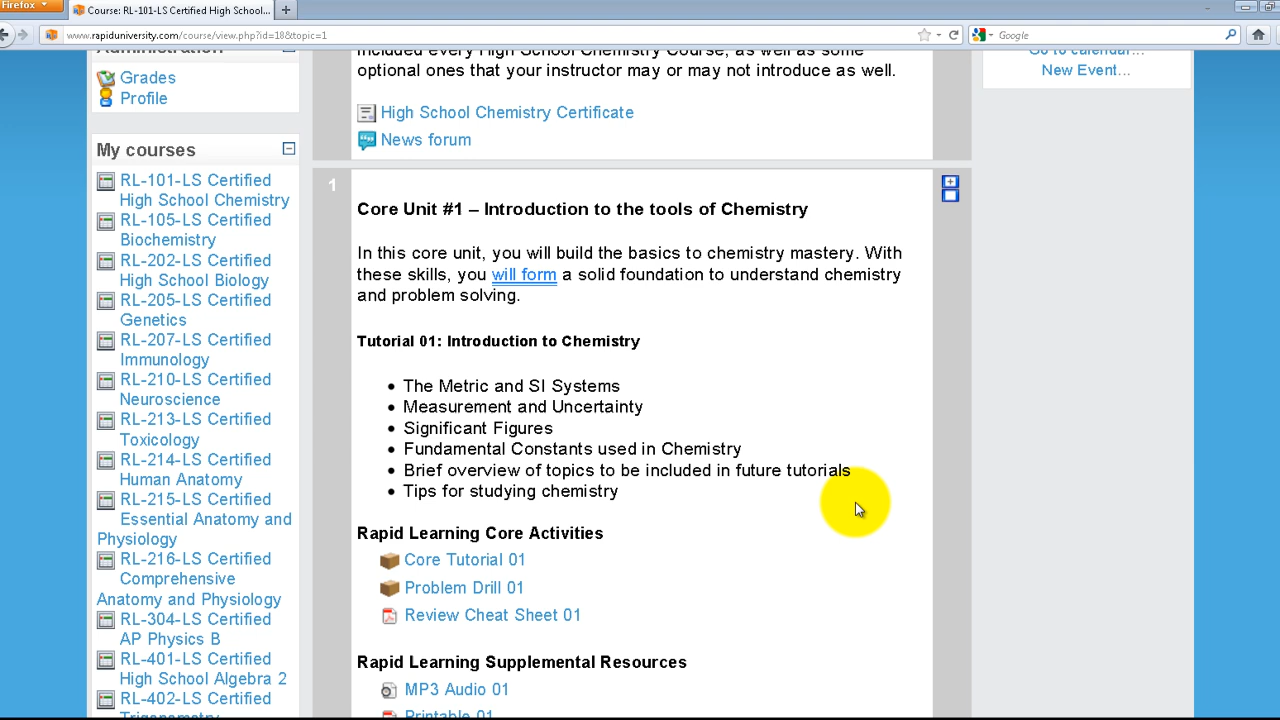 Firefox
Course: RL-101-LS Certified High School...
www.rapiduniversity.com/course/view.php?id=18&topic=1
Google
Administration
Grades
Profile
My courses
RL-101-LS Certified
High School Chemistry
RL-105-LS Certified
Biochemistry
RL-202-LS Certified
High School Biology
RL-205-LS Certified
Genetics
RL-207-LS Certified
Immunology
RL-210-LS Certified
Neuroscience
RL-213-LS Certified
Toxicology
RL-214-LS Certified
Human Anatomy
RL-215-LS Certified
Essential Anatomy and
Physiology
RL-216-LS Certified
Comprehensive
Anatomy and Physiology
RL-304-LS Certified
AP Physics B
RL-401-LS Certified
High School Algebra 2
RL-402-LS Certified
Trigonometry
included every High School Chemistry Course, as well as some
optional ones that your instructor may or may not introduce as well.
High School Chemistry Certificate
News forum
1
Core Unit #1 – Introduction to the tools of Chemistry
In this core unit, you will build the basics to chemistry mastery. With
these skills, you will form a solid foundation to understand chemistry
and problem solving.
Tutorial 01: Introduction to Chemistry
• The Metric and SI Systems
• Measurement and Uncertainty
• Significant Figures
• Fundamental Constants used in Chemistry
• Brief overview of topics to be included in future tutorials
• Tips for studying chemistry
Rapid Learning Core Activities
Core Tutorial 01
Problem Drill 01
Review Cheat Sheet 01
Rapid Learning Supplemental Resources
MP3 Audio 01
Printable 01
Go to calendar...
New Event...